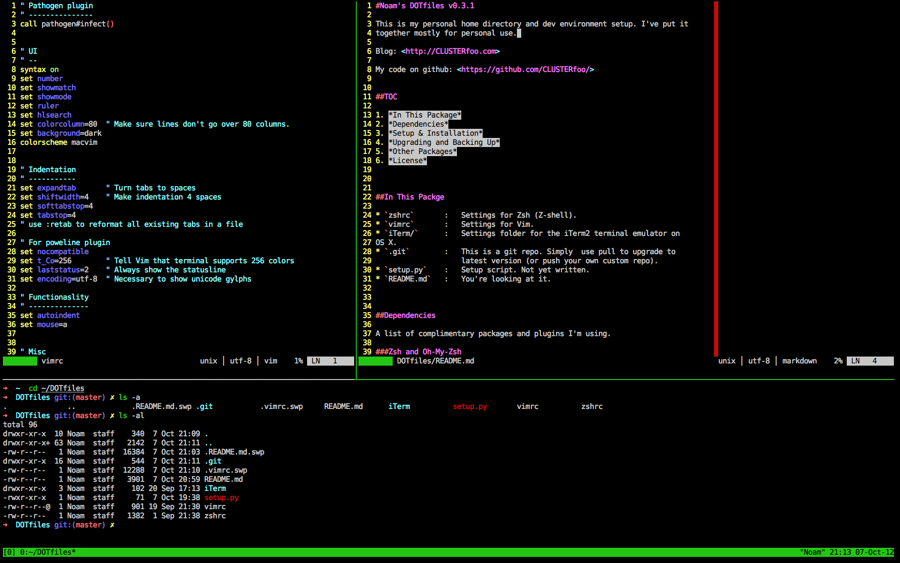 1 " Pathogen plugin
2 " ---------------
3 call pathogen#infect()
4
5
6 " UI
7 " --
8 syntax on
9 set number
10 set showmatch
11 set showmode
12 set ruler
13 set hlsearch
14 set colorcolumn=80  " Make sure lines don't go over 80 columns.
15 set background=dark
16 colorscheme macvim
17
18
19 " Indentation
20 " -----------
21 set expandtab       " Turn tabs to spaces
22 set shiftwidth=4    " Make indentation 4 spaces
23 set softtabstop=4
24 set tabstop=4
25 " use :retab to reformat all existing tabs in a file
26
27 " For poweline plugin
28 set nocompatible
29 set t_Co=256        " Tell Vim that terminal supports 256 colors
30 set laststatus=2    " Always show the statusline
31 set encoding=utf-8  " Necessary to show unicode gylphs
32
33 " Functionaslity
34 " --------------
35 set autoindent
36 set mouse=a
37
38
39 " Misc
vimrc unix | utf-8 | vim 1% LN 1
1 #Noam's DOTfiles v0.3.1
2
3 This is my personal home directory and dev environment setup. I've put it
4 together mostly for personal use.
5
6 Blog: <http://CLUSTERfoo.com>
7
8 My code on github: <https://github.com/CLUSTERfoo/>
9
10
11 ##TOC
12
13 1. *In This Package*
14 2. *Dependencies*
15 3. *Setup & Installation*
16 4. *Upgrading and Backing Up*
17 5. *Other Packages*
18 6. *License*
19
20
21
22 ##In This Packge
23
24 * `zshrc`       :   Settings for Zsh (Z-shell).
25 * `vimrc`       :   Settings for Vim.
26 * `iTerm/`      :   Settings folder for the iTerm2 terminal emulator on
27 OS X.
28 * `.git`        :   This is a git repo. Simply  use pull to upgrade to
29                     latest version (or push your own custom repo).
30 * `setup.py`    :   Setup script. Not yet written.
31 * `README.md`   :   You're looking at it.
32
33
34
35 ##Dependencies
36
37 A list of complimentary packages and plugins I'm using.
38
39 ###Zsh and Oh-My-Zsh
DOTfiles/README.md unix | utf-8 | markdown 2% LN 4
➜  ~  cd ~/DOTfiles
➜  DOTfiles git:(master) ✗ ls -a
.  ..  .README.md.swp  .git  .vimrc.swp  README.md  iTerm  setup.py  vimrc  zshrc
➜  DOTfiles git:(master) ✗ ls -al
total 96
drwxr-xr-x  10 Noam  staff    340  7 Oct 21:09 .
drwxr-xr-x+ 63 Noam  staff   2142  7 Oct 21:11 ..
-rw-r--r--   1 Noam  staff  16384  7 Oct 21:03 .README.md.swp
drwxr-xr-x  16 Noam  staff    544  7 Oct 21:11 .git
-rw-r--r--   1 Noam  staff  12288  7 Oct 21:10 .vimrc.swp
-rw-r--r--   1 Noam  staff   3901  7 Oct 20:59 README.md
drwxr-xr-x   3 Noam  staff    102 20 Sep 17:13 iTerm
-rwxr-xr-x   1 Noam  staff     71  7 Oct 19:38 setup.py
-rw-r--r--@  1 Noam  staff    901 19 Sep 21:30 vimrc
-rw-r--r--   1 Noam  staff   1382  1 Sep 21:38 zshrc
➜  DOTfiles git:(master) ✗
[0] 0:~/DOTfiles* "Noam" 21:13 07-Oct-12